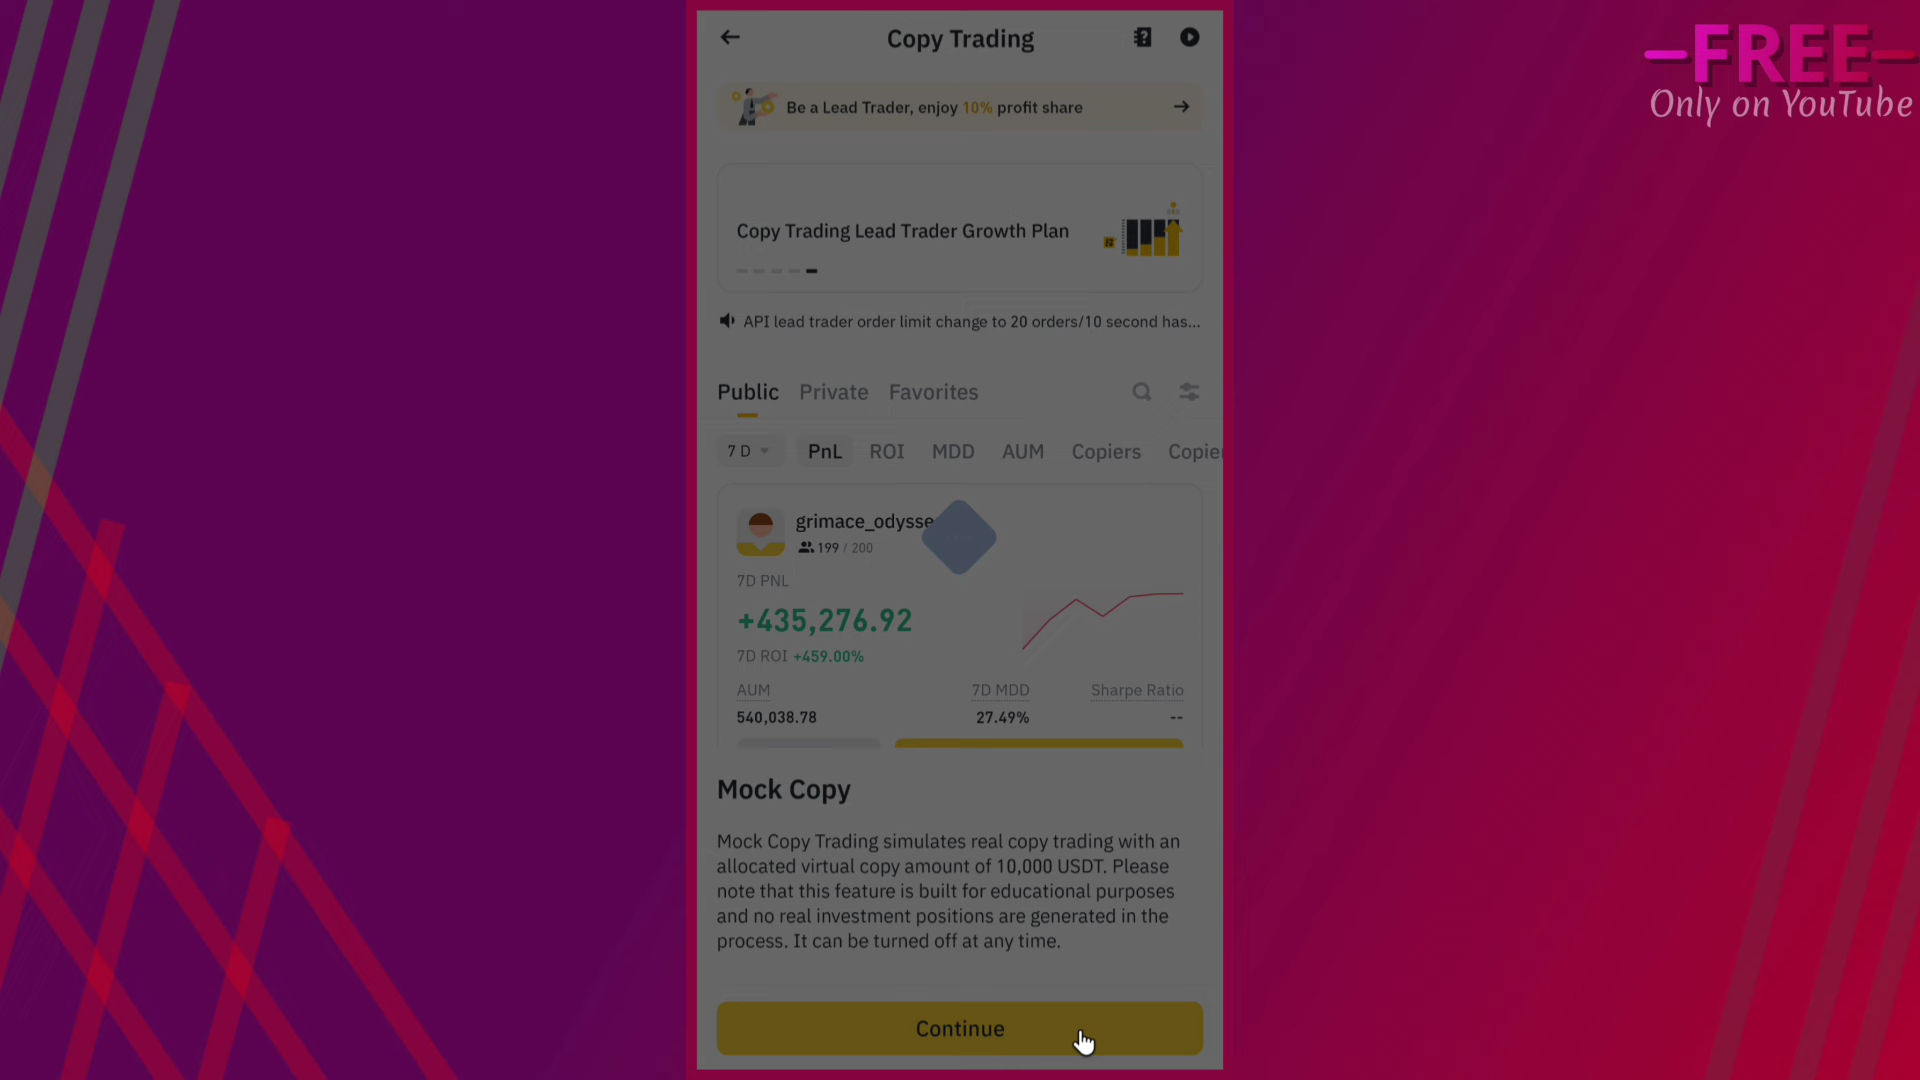 FREE
Only on YouTube
Copy Trading
Be a Lead Trader, enjoy 10% profit share
Copy Trading Lead Trader Growth Plan
API lead trader order limit change to 20 orders/10 second has...
Public Private Favorites
7 D PnL ROI MDD AUM Copiers Copier
grimace_odysse
199 / 200
7D PNL
+435,276.92
7D ROI +459.00%
AUM 7D MDD Sharpe Ratio
540,038.78 27.49% --
Mock Copy
Mock Copy Trading simulates real copy trading with an
allocated virtual copy amount of 10,000 USDT. Please
note that this feature is built for educational purposes
and no real investment positions are generated in the
process. It can be turned off at any time.
Continue